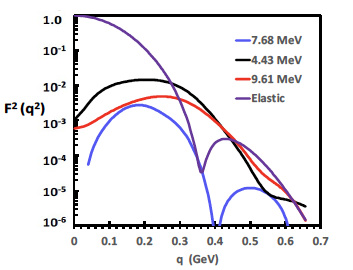 1.0
10⁻¹
10⁻²
10⁻³
10⁻⁴
10⁻⁵
10⁻⁶
F² (q²)
7.68 MeV
4.43 MeV
9.61 MeV
Elastic
0 0.1 0.2 0.3 0.4 0.5 0.6 0.7
q (GeV)